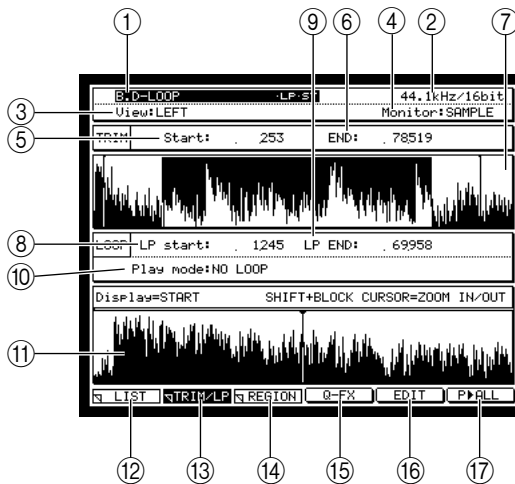 ① ⑨ ⑥ ④ ② ⑦
B.D-LOOP ·LP·ST 44.1kHz/16bit
③ View:LEFT Monitor:SAMPLE
⑤ TRIM Start: . 253 END: . 78519
⑧ LOOP LP start: . 1245 LP END: . 69958
⑩ Play mode:NO LOOP
Display=START SHIFT+BLOCK CURSOR=ZOOM IN/OUT
⑪
LIST TRIM/LP REGION Q-FX EDIT P▶ALL
⑫ ⑬ ⑭ ⑮ ⑯ ⑰